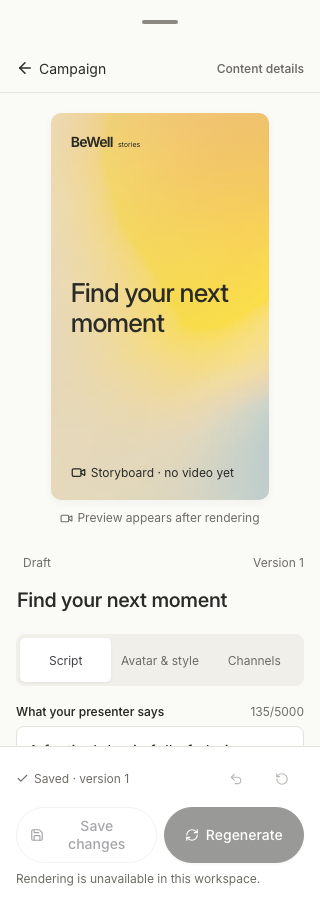 Campaign
Content details
BeWell stories
Find your next
moment
Storyboard · no video yet
Preview appears after rendering
Draft
Version 1
Find your next moment
Script
Avatar & style
Channels
What your presenter says
135/5000
Saved · version 1
Save
changes
Regenerate
Rendering is unavailable in this workspace.